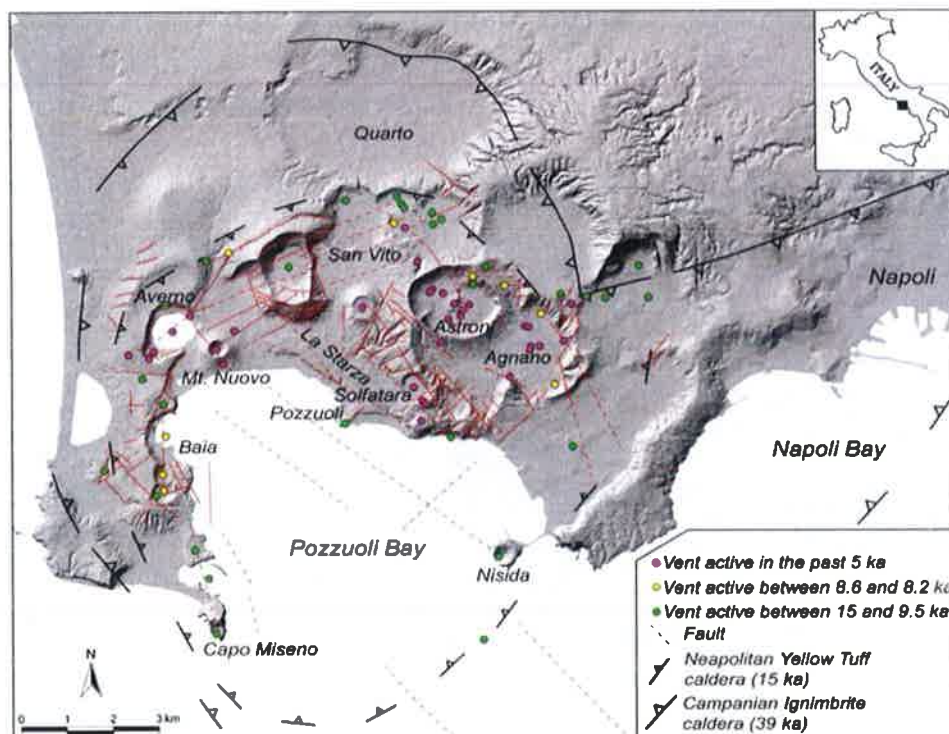 ITALY
Quarto
San Vito
Napoli
Averno
Astroni
Agnano
La Starza
Mt. Nuovo
Solfatara
Pozzuoli
Baia
Napoli Bay
Pozzuoli Bay
Nisida
Capo Miseno
N
0 1 2 3 km
Vent active in the past 5 ka
Vent active between 8.6 and 8.2 ka
Vent active between 15 and 9.5 ka
Fault
Neapolitan Yellow Tuff
caldera (15 ka)
Campanian Ignimbrite
caldera (39 ka)